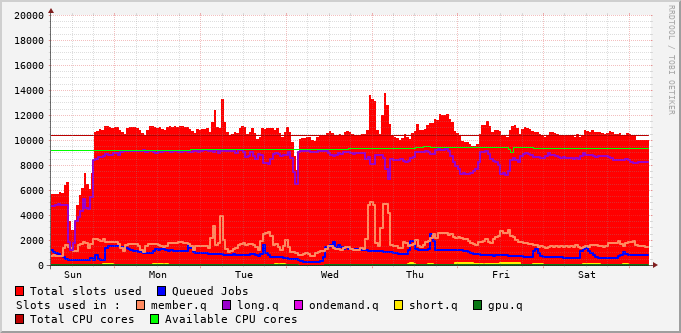 20000
18000
16000
14000
12000
10000
8000
6000
4000
2000
0
Sun Mon Tue Wed Thu Fri Sat
Total slots used Queued Jobs
Slots used in : member.q long.q ondemand.q short.q gpu.q
Total CPU cores Available CPU cores
RRDTOOL / TOBI OETIKER